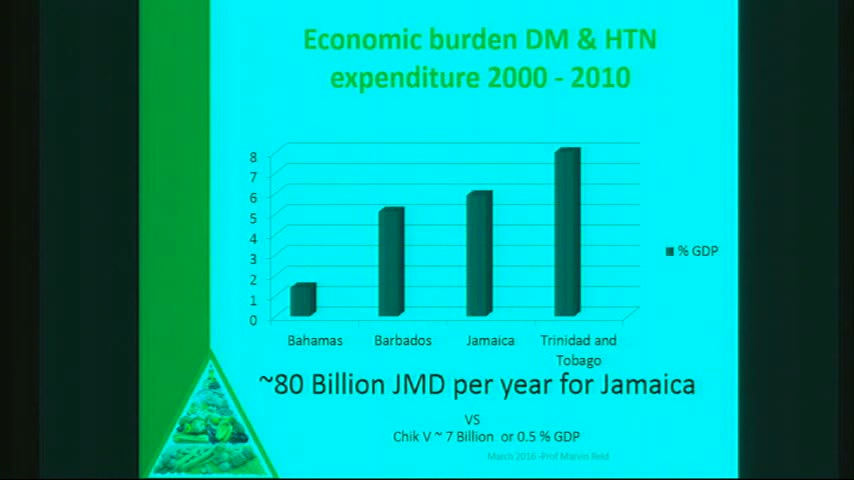 Economic burden DM & HTN
expenditure 2000 - 2010
8
7
6
5
4
3
2
1
0
% GDP
Bahamas
Barbados
Jamaica
Trinidad and
Tobago
~80 Billion JMD per year for Jamaica
VS
Chik V ~ 7 Billion or 0.5 % GDP
March 2016 -Prof Marvin Reid